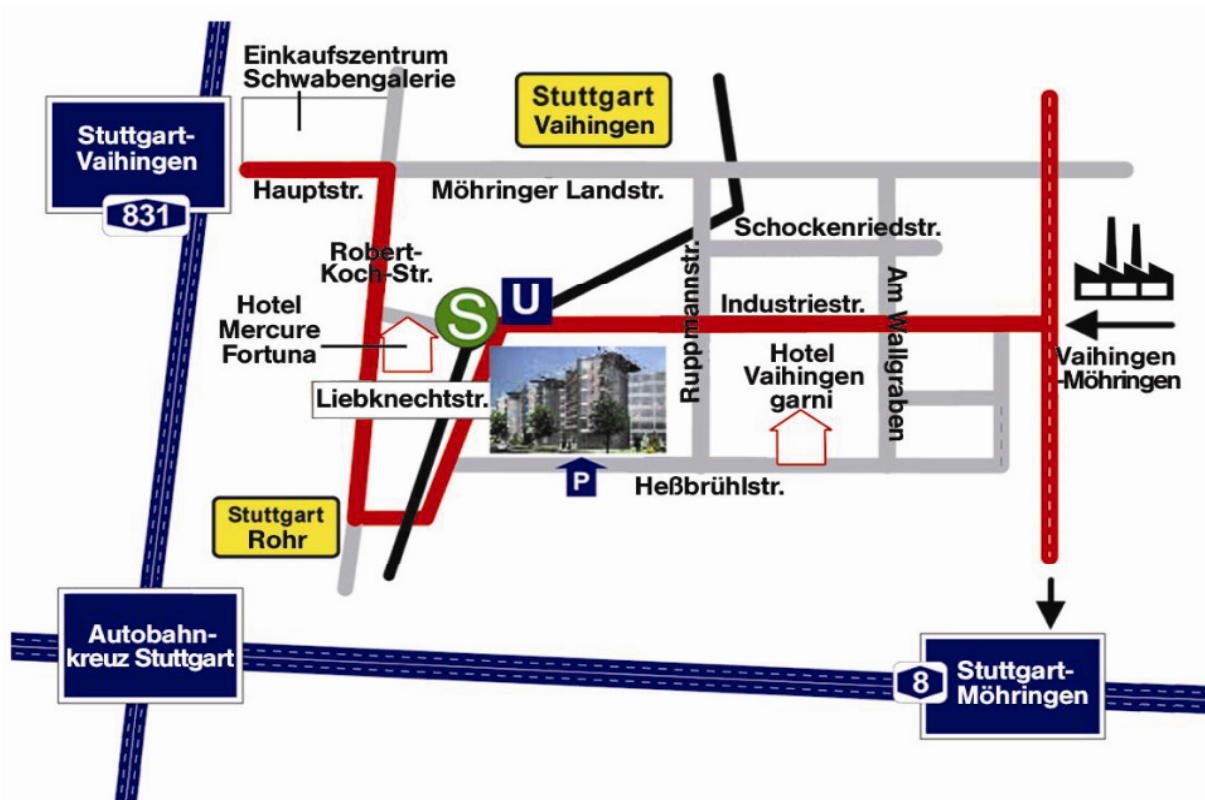 Einkaufszentrum
Schwabengalerie
Stuttgart
Vaihingen
Stuttgart-
Vaihingen
831
Hauptstr.
Möhringer Landstr.
Schockenriedstr.
Robert-
Koch-Str.
Ruppmannstr.
Am Wallgraben
Hotel
Mercure
Fortuna
S
U
Industriestr.
Hotel
Vaihingen
garni
Vaihingen
-Möhringen
Liebknechtstr.
P
Heßbrühlstr.
Stuttgart
Rohr
Autobahn-
kreuz Stuttgart
8
Stuttgart-
Möhringen